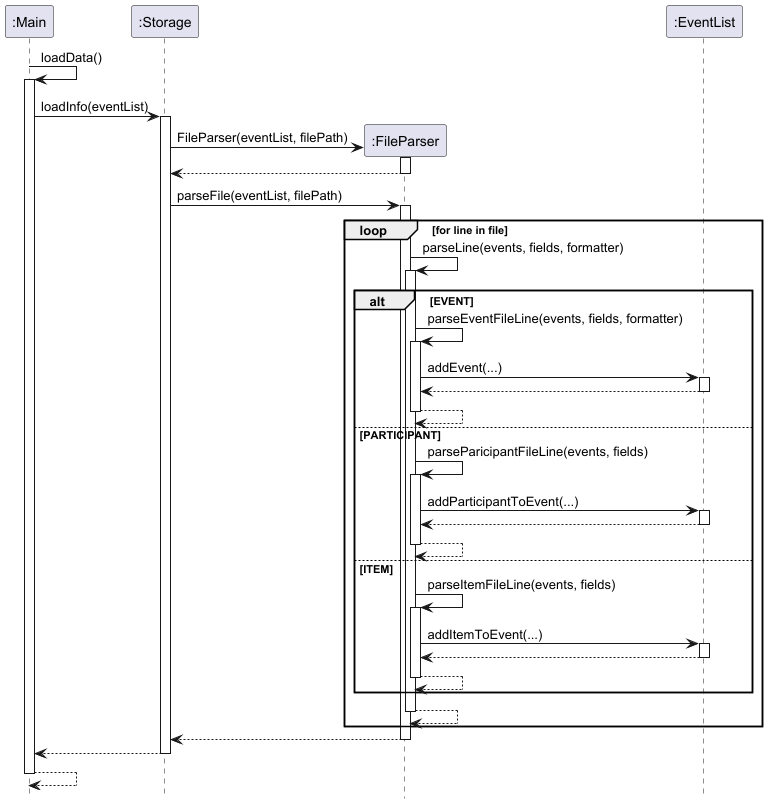 :Main
:Storage
:EventList
loadData()
loadInfo(eventList)
FileParser(eventList, filePath)
:FileParser
parseFile(eventList, filePath)
loop
[for line in file]
parseLine(events, fields, formatter)
alt
[EVENT]
parseEventFileLine(events, fields, formatter)
addEvent(...)
[PARTICIPANT]
parseParicipantFileLine(events, fields)
addParticipantToEvent(...)
[ITEM]
parseItemFileLine(events, fields)
addItemToEvent(...)